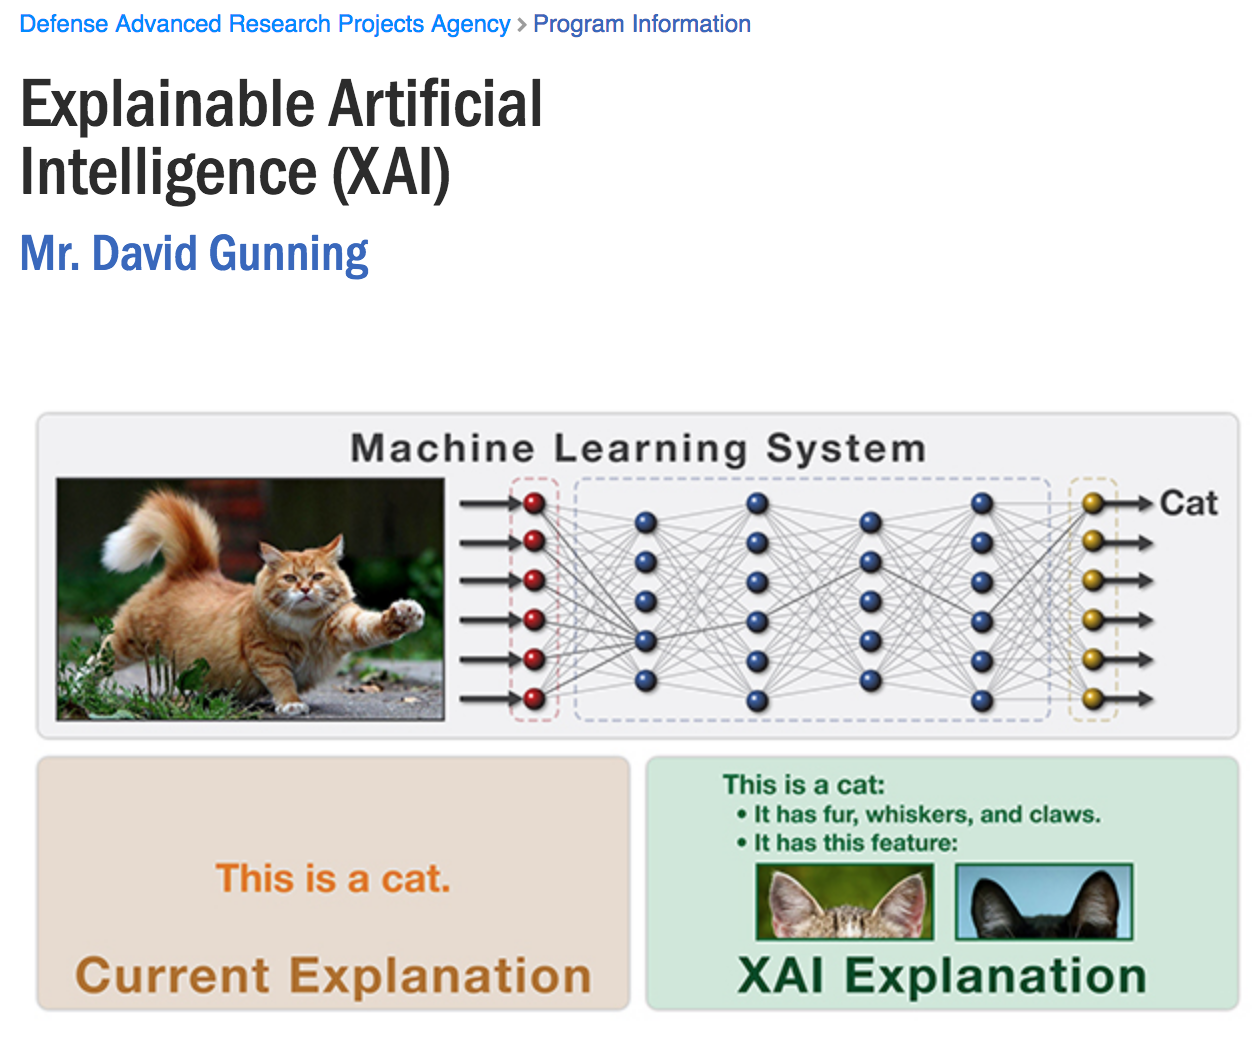 Defense Advanced Research Projects Agency > Program Information
Explainable Artificial
Intelligence (XAI)
Mr. David Gunning
Machine Learning System
Cat
This is a cat.
Current Explanation
This is a cat:
• It has fur, whiskers, and claws.
• It has this feature:
XAI Explanation